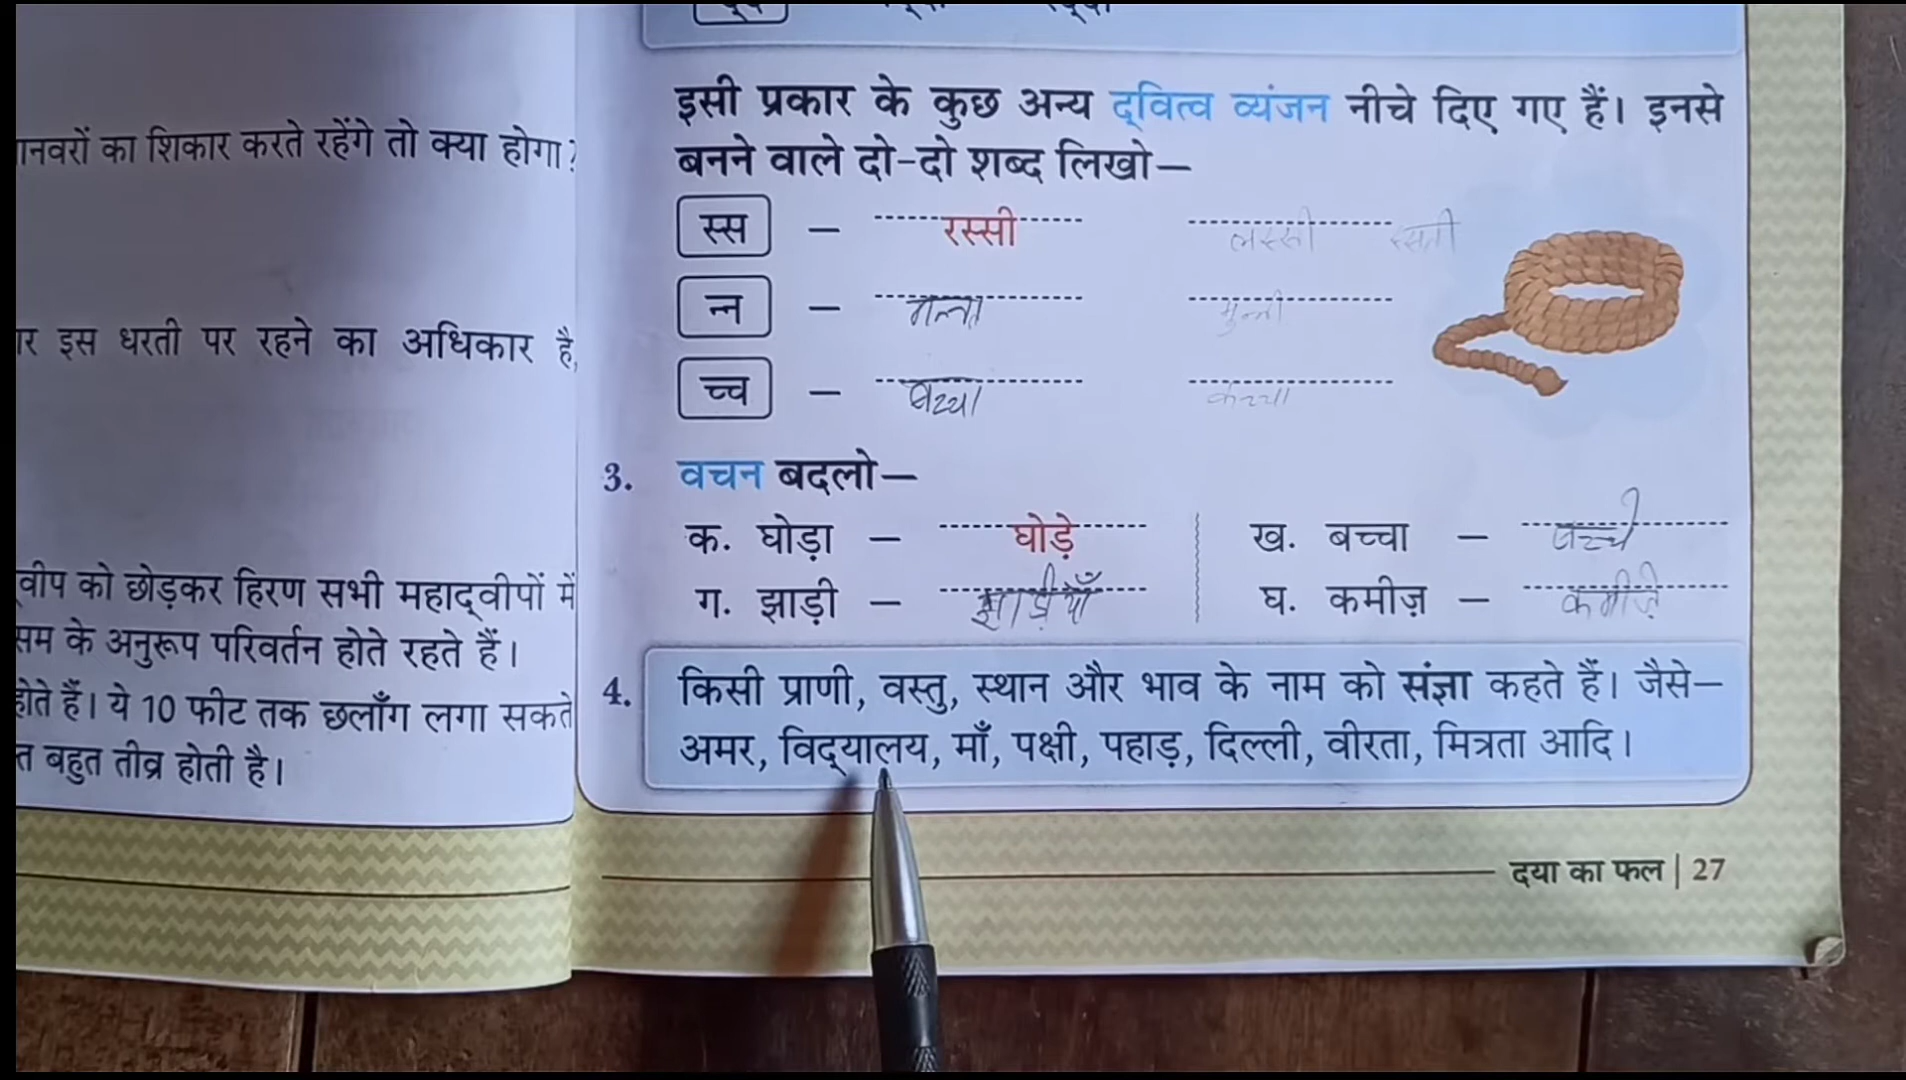 ानवरों का शिकार करते रहेंगे तो क्या होगा?
र इस धरती पर रहने का अधिकार है,
वीप को छोड़कर हिरण सभी महाद्वीपों में
सम के अनुरूप परिवर्तन होते रहते हैं।
होते हैं। ये 10 फीट तक छलाँग लगा सकते
त बहुत तीव्र होती है।
इसी प्रकार के कुछ अन्य द्वित्व व्यंजन नीचे दिए गए हैं। इनसे
बनने वाले दो-दो शब्द लिखो—
स्स — रस्सी लस्सी
न्न — गन्ना मुन्नी
च्च — बच्चा कच्चा
3. वचन बदलो—
क. घोड़ा — घोड़े ख. बच्चा — बच्चे
ग. झाड़ी — झाड़ीयाँ घ. कमीज़ — कमीज़े
4. किसी प्राणी, वस्तु, स्थान और भाव के नाम को संज्ञा कहते हैं। जैसे—
अमर, विद्यालय, माँ, पक्षी, पहाड़, दिल्ली, वीरता, मित्रता आदि।
दया का फल | 27